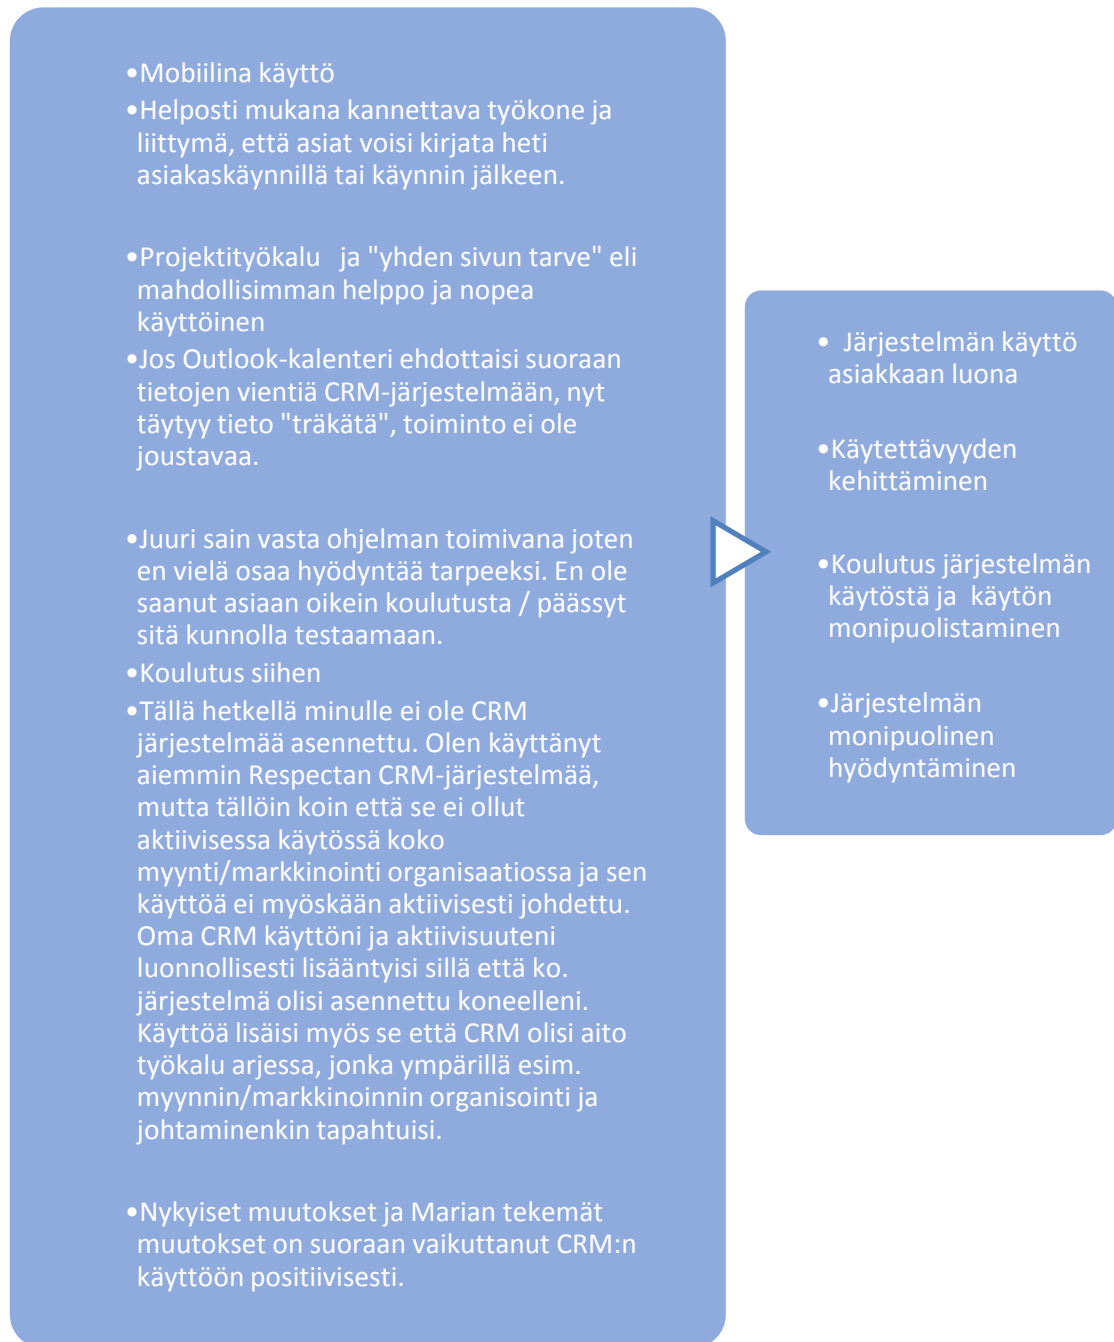 •Mobiilina käyttö
•Helposti mukana kannettava työkone ja
liittymä, että asiat voisi kirjata heti
asiakaskäynnillä tai käynnin jälkeen.
•Projektityökalu   ja "yhden sivun tarve" eli
mahdollisimman helppo ja nopea
käyttöinen
•Jos Outlook-kalenteri ehdottaisi suoraan
tietojen vientiä CRM-järjestelmään, nyt
täytyy tieto "träkätä", toiminto ei ole
joustavaa.
•Juuri sain vasta ohjelman toimivana joten
en vielä osaa hyödyntää tarpeeksi. En ole
saanut asiaan oikein koulutusta / päässyt
sitä kunnolla testaamaan.
•Koulutus siihen
•Tällä hetkellä minulle ei ole CRM
järjestelmää asennettu. Olen käyttänyt
aiemmin Respectan CRM-järjestelmää,
mutta tällöin koin että se ei ollut
aktiivisessa käytössä koko
myynti/markkinointi organisaatiossa ja sen
käyttöä ei myöskään aktiivisesti johdettu.
Oma CRM käyttöni ja aktiivisuuteni
luonnollisesti lisääntyisi sillä että ko.
järjestelmä olisi asennettu koneelleni.
Käyttöä lisäisi myös se että CRM olisi aito
työkalu arjessa, jonka ympärillä esim.
myynnin/markkinoinnin organisointi ja
johtaminenkin tapahtuisi.
•Nykyiset muutokset ja Marian tekemät
muutokset on suoraan vaikuttanut CRM:n
käyttöön positiivisesti.
• Järjestelmän käyttö
asiakkaan luona
•Käytettävyyden
kehittäminen
•Koulutus järjestelmän
käytöstä ja  käytön
monipuolistaminen
•Järjestelmän
monipuolinen
hyödyntäminen